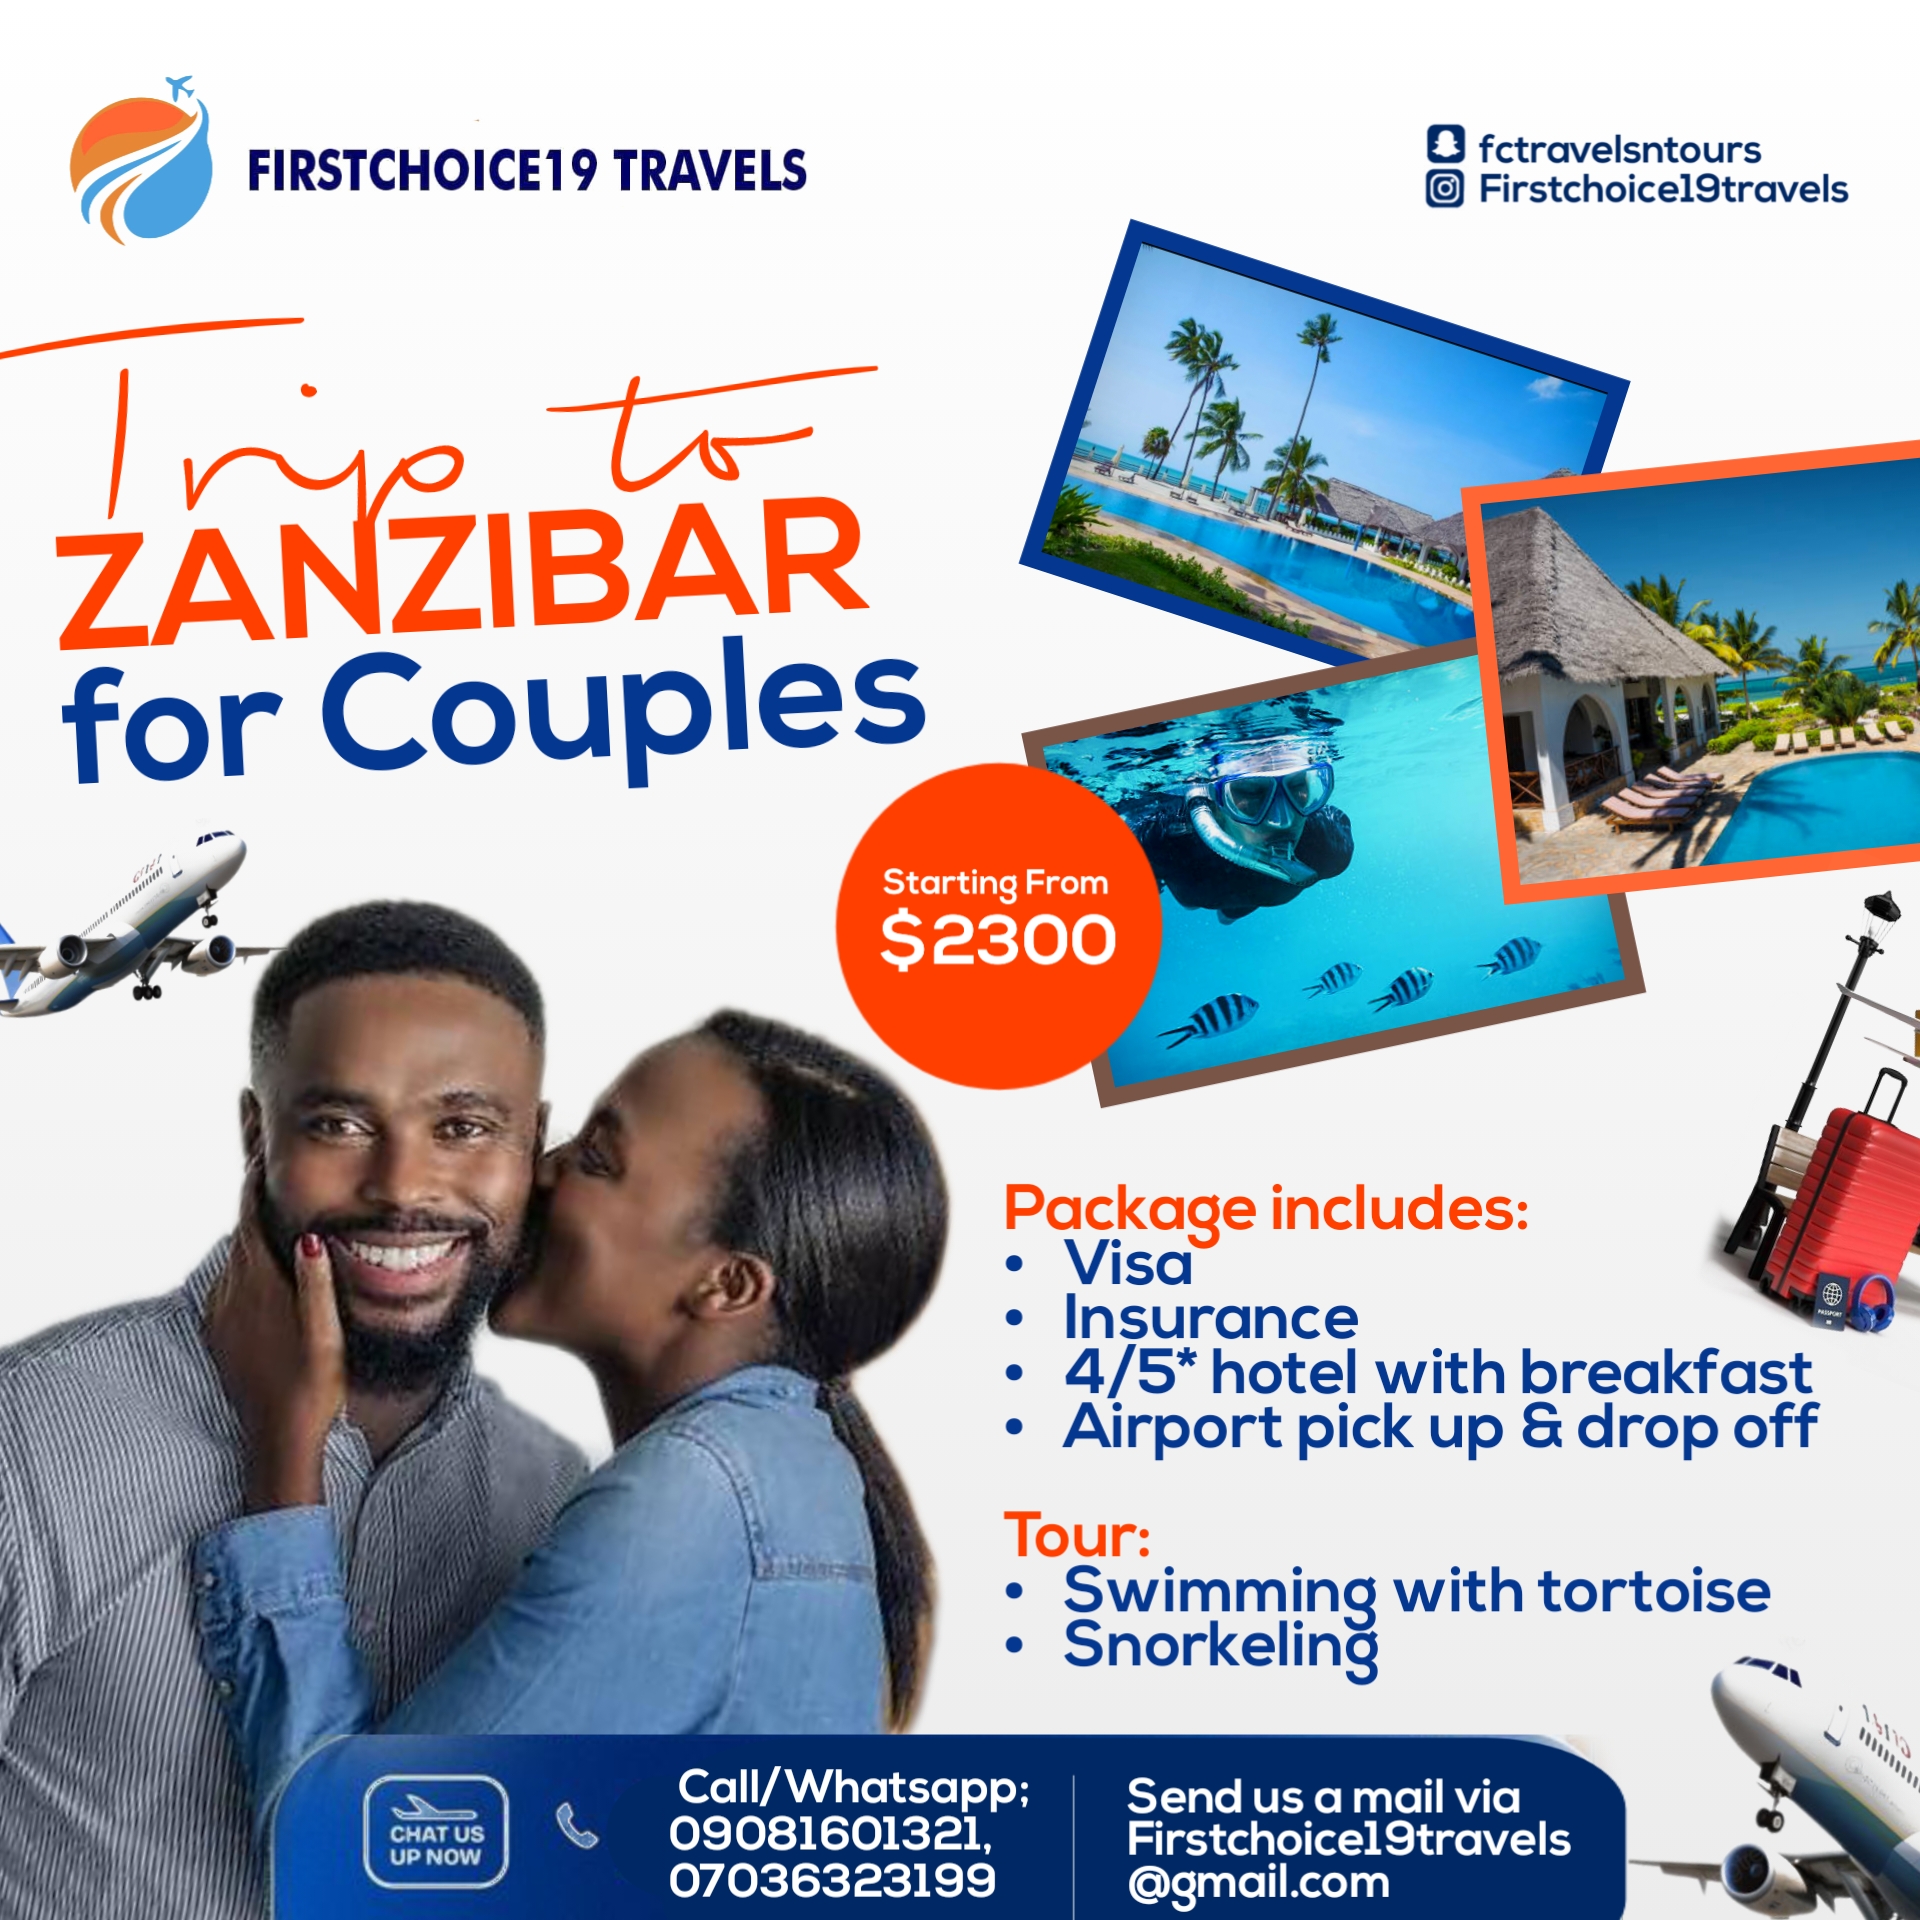 FIRSTCHOICE19 TRAVELS
fctravelsntours
Firstchoice19travels
Trip to
ZANZIBAR
for Couples
Starting From
$2300
Package includes:
• Visa
• Insurance
• 4/5* hotel with breakfast
• Airport pick up & drop off
PASSPORT
Tour:
• Swimming with tortoise
• Snorkeling
CHAT US
UP NOW
Call/Whatsapp;
09081601321,
07036323199
Send us a mail via
Firstchoice19travels
@gmail.com